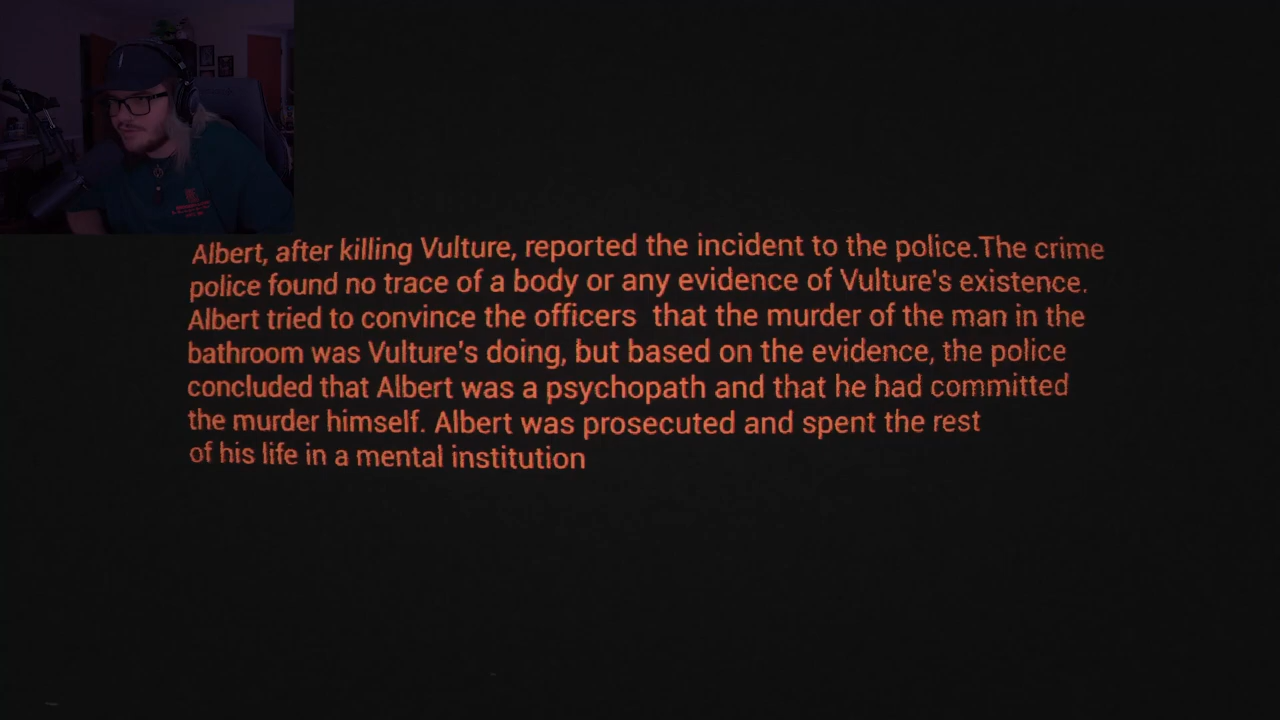 Albert, after killing Vulture, reported the incident to the police.The crime
police found no trace of a body or any evidence of Vulture's existence.
Albert tried to convince the officers  that the murder of the man in the
bathroom was Vulture's doing, but based on the evidence, the police
concluded that Albert was a psychopath and that he had committed
the murder himself. Albert was prosecuted and spent the rest
of his life in a mental institution